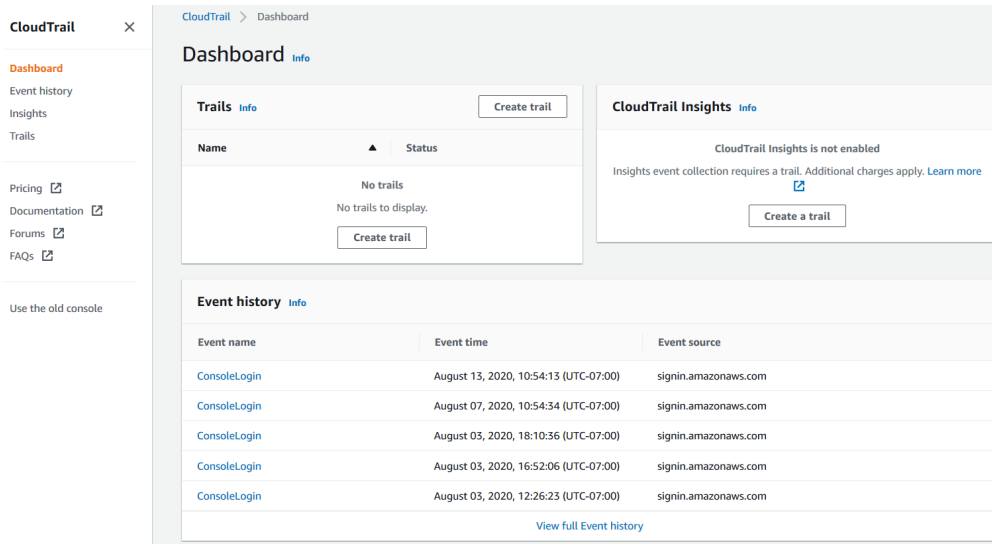 CloudTrail
Dashboard
Event history
Insights
Trails
Pricing
Documentation
Forums
FAQs
Use the old console
CloudTrail > Dashboard
Dashboard Info
Trails Info
Create trail
Name Status
No trails
No trails to display.
Create trail
CloudTrail Insights Info
CloudTrail Insights is not enabled
Insights event collection requires a trail. Additional charges apply. Learn more
Create a trail
Event history Info
Event name Event time Event source
ConsoleLogin August 13, 2020, 10:54:13 (UTC-07:00) signin.amazonaws.com
ConsoleLogin August 07, 2020, 10:54:34 (UTC-07:00) signin.amazonaws.com
ConsoleLogin August 03, 2020, 18:10:36 (UTC-07:00) signin.amazonaws.com
ConsoleLogin August 03, 2020, 16:52:06 (UTC-07:00) signin.amazonaws.com
ConsoleLogin August 03, 2020, 12:26:23 (UTC-07:00) signin.amazonaws.com
View full Event history